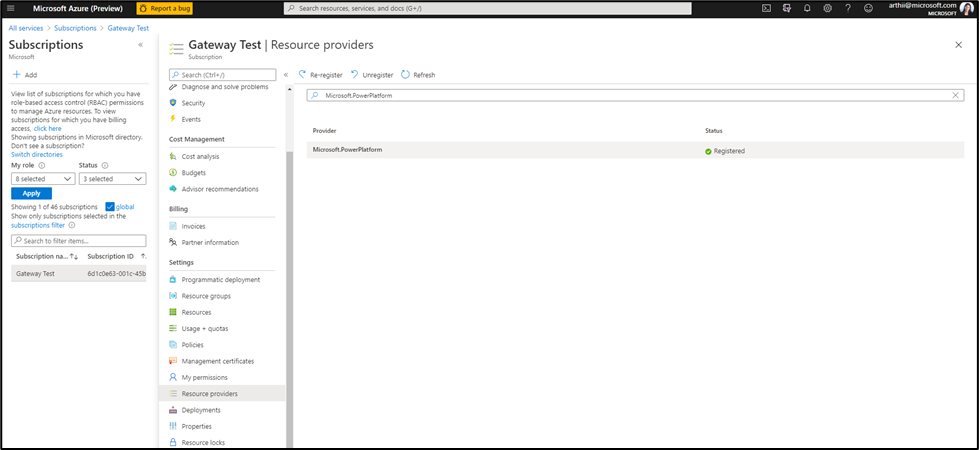 Microsoft Azure (Preview)
Report a bug
Search resources, services, and docs (G+/)
arthii@microsoft.com
MICROSOFT
All services > Subscriptions > Gateway Test
Subscriptions
Microsoft
«
+ Add
View list of subscriptions for which you have
role-based access control (RBAC) permissions
to manage Azure resources. To view
subscriptions for which you have billing
access, click here
Showing subscriptions in Microsoft directory.
Don't see a subscription?
Switch directories
My role
Status
8 selected
3 selected
Apply
Showing 1 of 46 subscriptions
global
Show only subscriptions selected in the
subscriptions filter
Search to filter items...
Subscription na...
Subscription ID
Gateway Test
6d1c0e63-001c-45b
Gateway Test | Resource providers
Subscription
Search (Ctrl+/)
«
Diagnose and solve problems
Security
Events
Cost Management
Cost analysis
Budgets
Advisor recommendations
Billing
Invoices
Partner information
Settings
Programmatic deployment
Resource groups
Resources
Usage + quotas
Policies
Management certificates
My permissions
Resource providers
Deployments
Properties
Resource locks
Re-register
Unregister
Refresh
Microsoft.PowerPlatform
Provider
Status
Microsoft.PowerPlatform
Registered